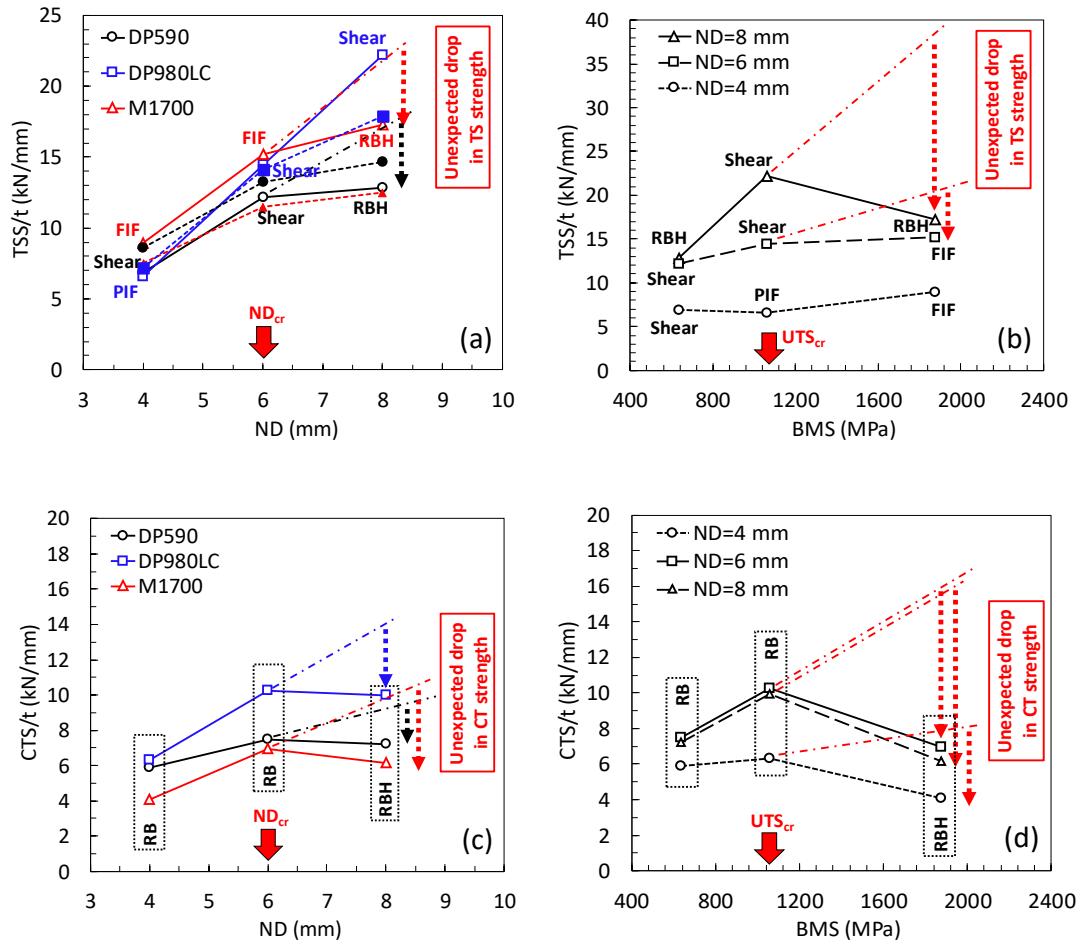 TSS/t (kN/mm)
25
20
15
10
5
0
3
4
5
6
7
8
9
10
ND (mm)
DP590
DP980LC
M1700
FIF
Shear
PIF
FIF
Shear
Shear
Shear
RBH
RBH
NDcr
Unexpected drop
in TS strength
(a)
TSS/t (kN/mm)
40
35
30
25
20
15
10
5
0
400
800
1200
1600
2000
2400
BMS (MPa)
ND=8 mm
ND=6 mm
ND=4 mm
RBH
Shear
Shear
Shear
Shear
PIF
RBH
FIF
FIF
UTScr
Unexpected drop
in TS strength
(b)
CTS/t (kN/mm)
20
18
16
14
12
10
8
6
4
2
0
3
4
5
6
7
8
9
10
ND (mm)
DP590
DP980LC
M1700
RB
RB
RBH
NDcr
Unexpected drop
in CT strength
(c)
CTS/t (kN/mm)
20
18
16
14
12
10
8
6
4
2
0
400
800
1200
1600
2000
2400
BMS (MPa)
ND=4 mm
ND=6 mm
ND=8 mm
RB
RB
RBH
UTScr
Unexpected drop
in CT strength
(d)